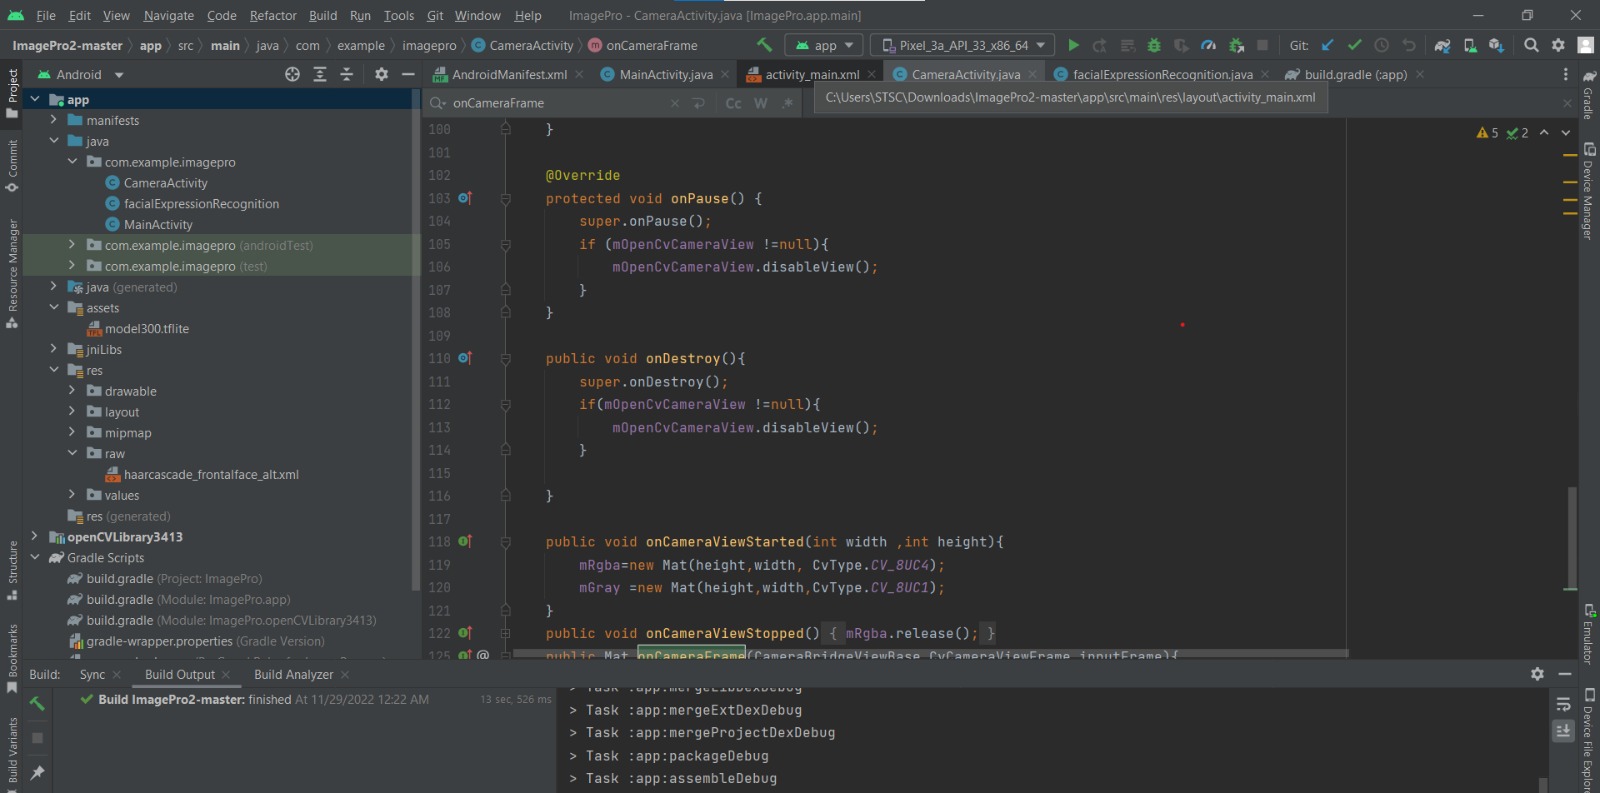 File Edit View Navigate Code Refactor Build Run Tools Git Window Help ImagePro - CameraActivity.java [ImagePro.app.main]
ImagePro2-master app src main java com example imagepro CameraActivity onCameraFrame app Pixel_3a_API_33_x86_64 Git:
Android
AndroidManifest.xml MainActivity.java activity_main.xml CameraActivity.java facialExpressionRecognition.java build.gradle (:app)
onCameraFrame Cc W .*
C:\Users\STSC\Downloads\ImagePro2-master\app\src\main\res\layout\activity_main.xml
5 2
Project
Commit
Resource Manager
Structure
Bookmarks
Build Variants
app
manifests
java
com.example.imagepro
CameraActivity
facialExpressionRecognition
MainActivity
com.example.imagepro (androidTest)
com.example.imagepro (test)
java (generated)
assets
model300.tflite
jniLibs
res
drawable
layout
mipmap
raw
haarcascade_frontalface_alt.xml
values
res (generated)
openCVLibrary3413
Gradle Scripts
build.gradle (Project: ImagePro)
build.gradle (Module: ImagePro.app)
build.gradle (Module: ImagePro.openCVLibrary3413)
gradle-wrapper.properties (Gradle Version)
100 }
101
102 @Override
103 protected void onPause() {
104 super.onPause();
105 if (mOpenCvCameraView !=null){
106 mOpenCvCameraView.disableView();
107 }
108 }
109
110 public void onDestroy(){
111 super.onDestroy();
112 if(mOpenCvCameraView !=null){
113 mOpenCvCameraView.disableView();
114 }
115
116 }
117
118 public void onCameraViewStarted(int width ,int height){
119 mRgba=new Mat(height,width, CvType.CV_8UC4);
120 mGray =new Mat(height,width,CvType.CV_8UC1);
121 }
122 public void onCameraViewStopped() { mRgba.release(); }
125 @ public Mat onCameraFrame(CameraBridgeViewBase.CvCameraViewFrame inputFrame){
Gradle
Device Manager
Emulator
Device File Explorer
Build: Sync Build Output Build Analyzer
Build ImagePro2-master: finished At 11/29/2022 12:22 AM 13 sec, 526 ms
> Task :app:mergeLibDexDebug
> Task :app:mergeExtDexDebug
> Task :app:mergeProjectDexDebug
> Task :app:packageDebug
> Task :app:assembleDebug